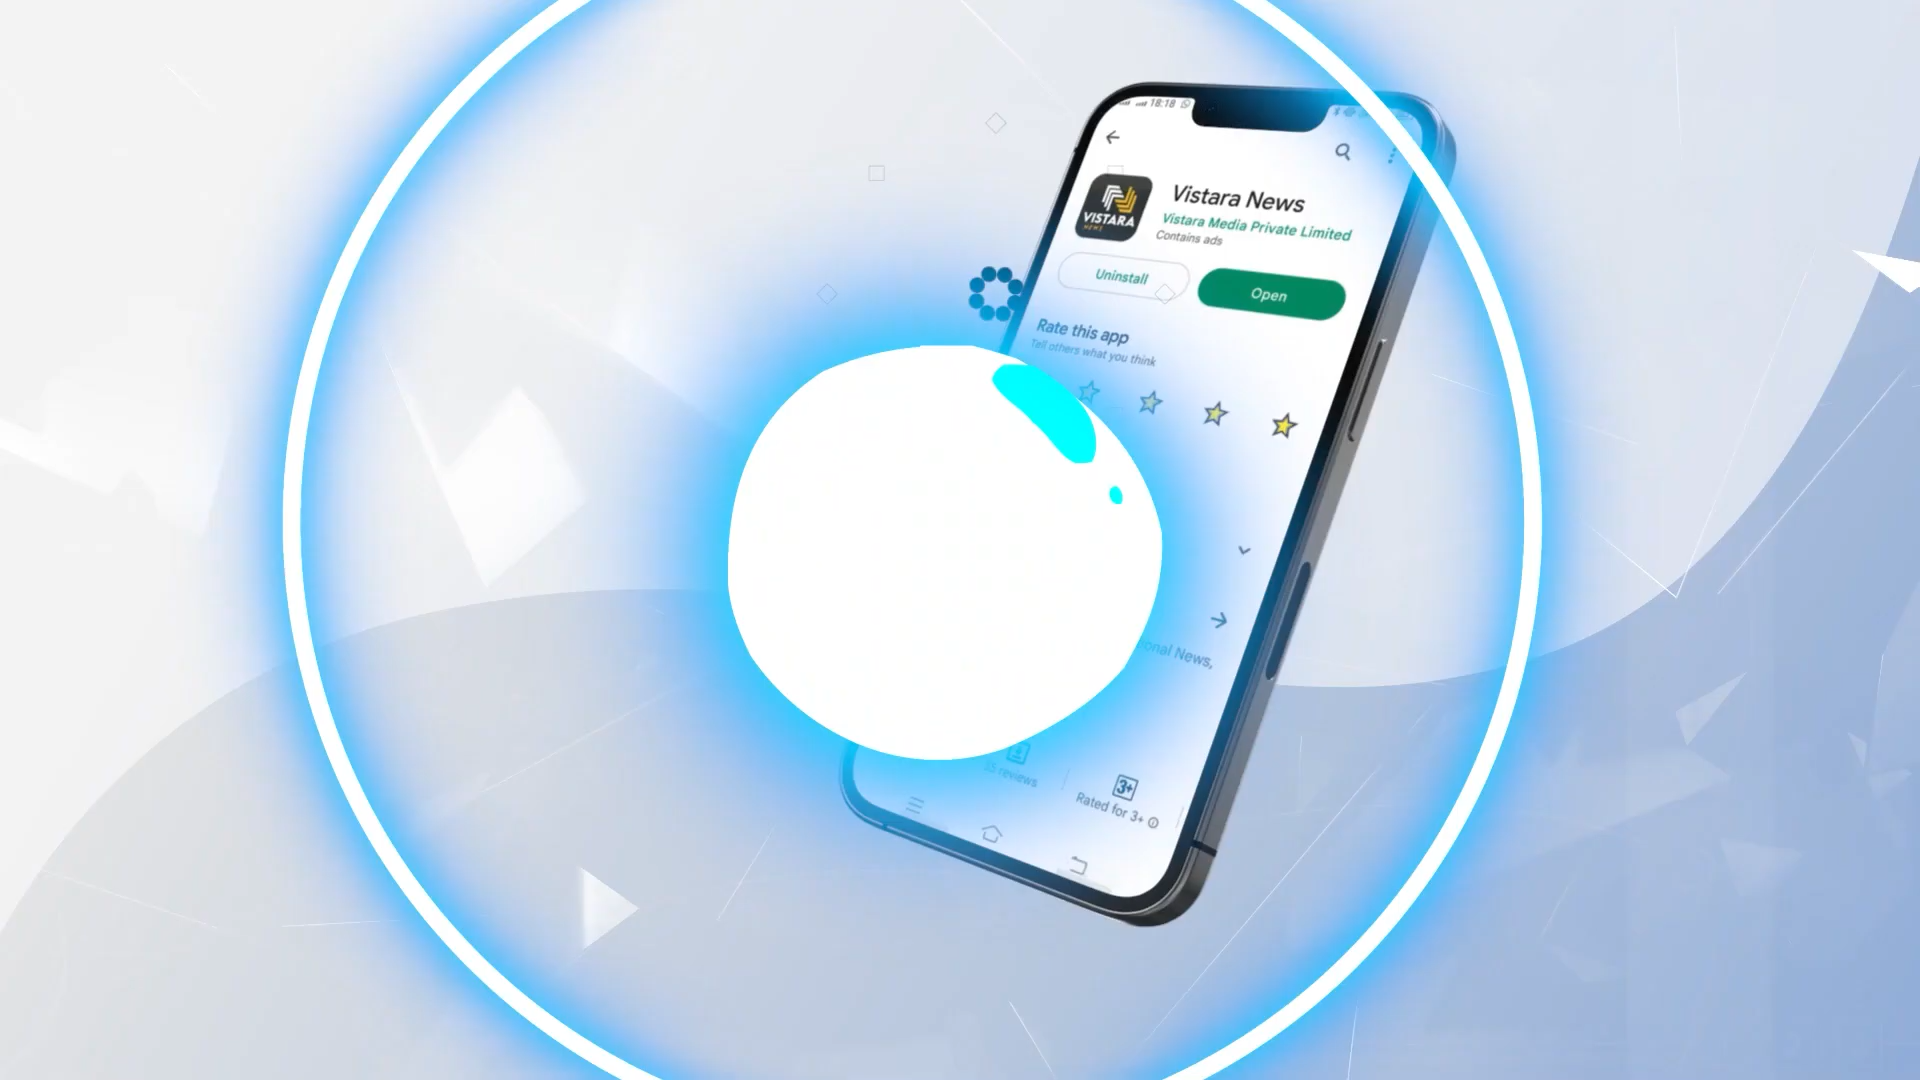 18:18
VISTARA
NEWS
Vistara News
Vistara Media Private Limited
Contains ads
Uninstall
Open
Rate this app
Tell others what you think
onal News,
reviews
3+
Rated for 3+